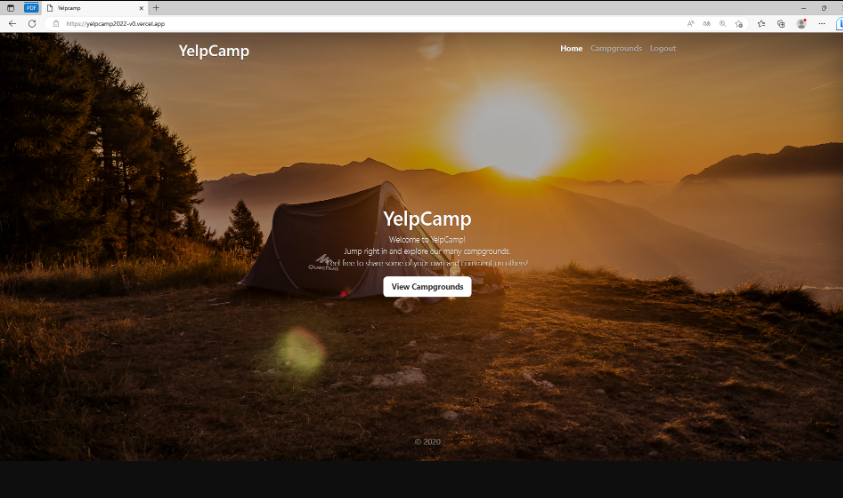 PDF
Yelpcamp
https://yelpcamp2022-v0.vercel.app
YelpCamp
Home Campgrounds Logout
YelpCamp
Welcome to YelpCamp!
Jump right in and explore our many campgrounds.
Feel free to share some of your own and comment on others!
Quechua
View Campgrounds
© 2020